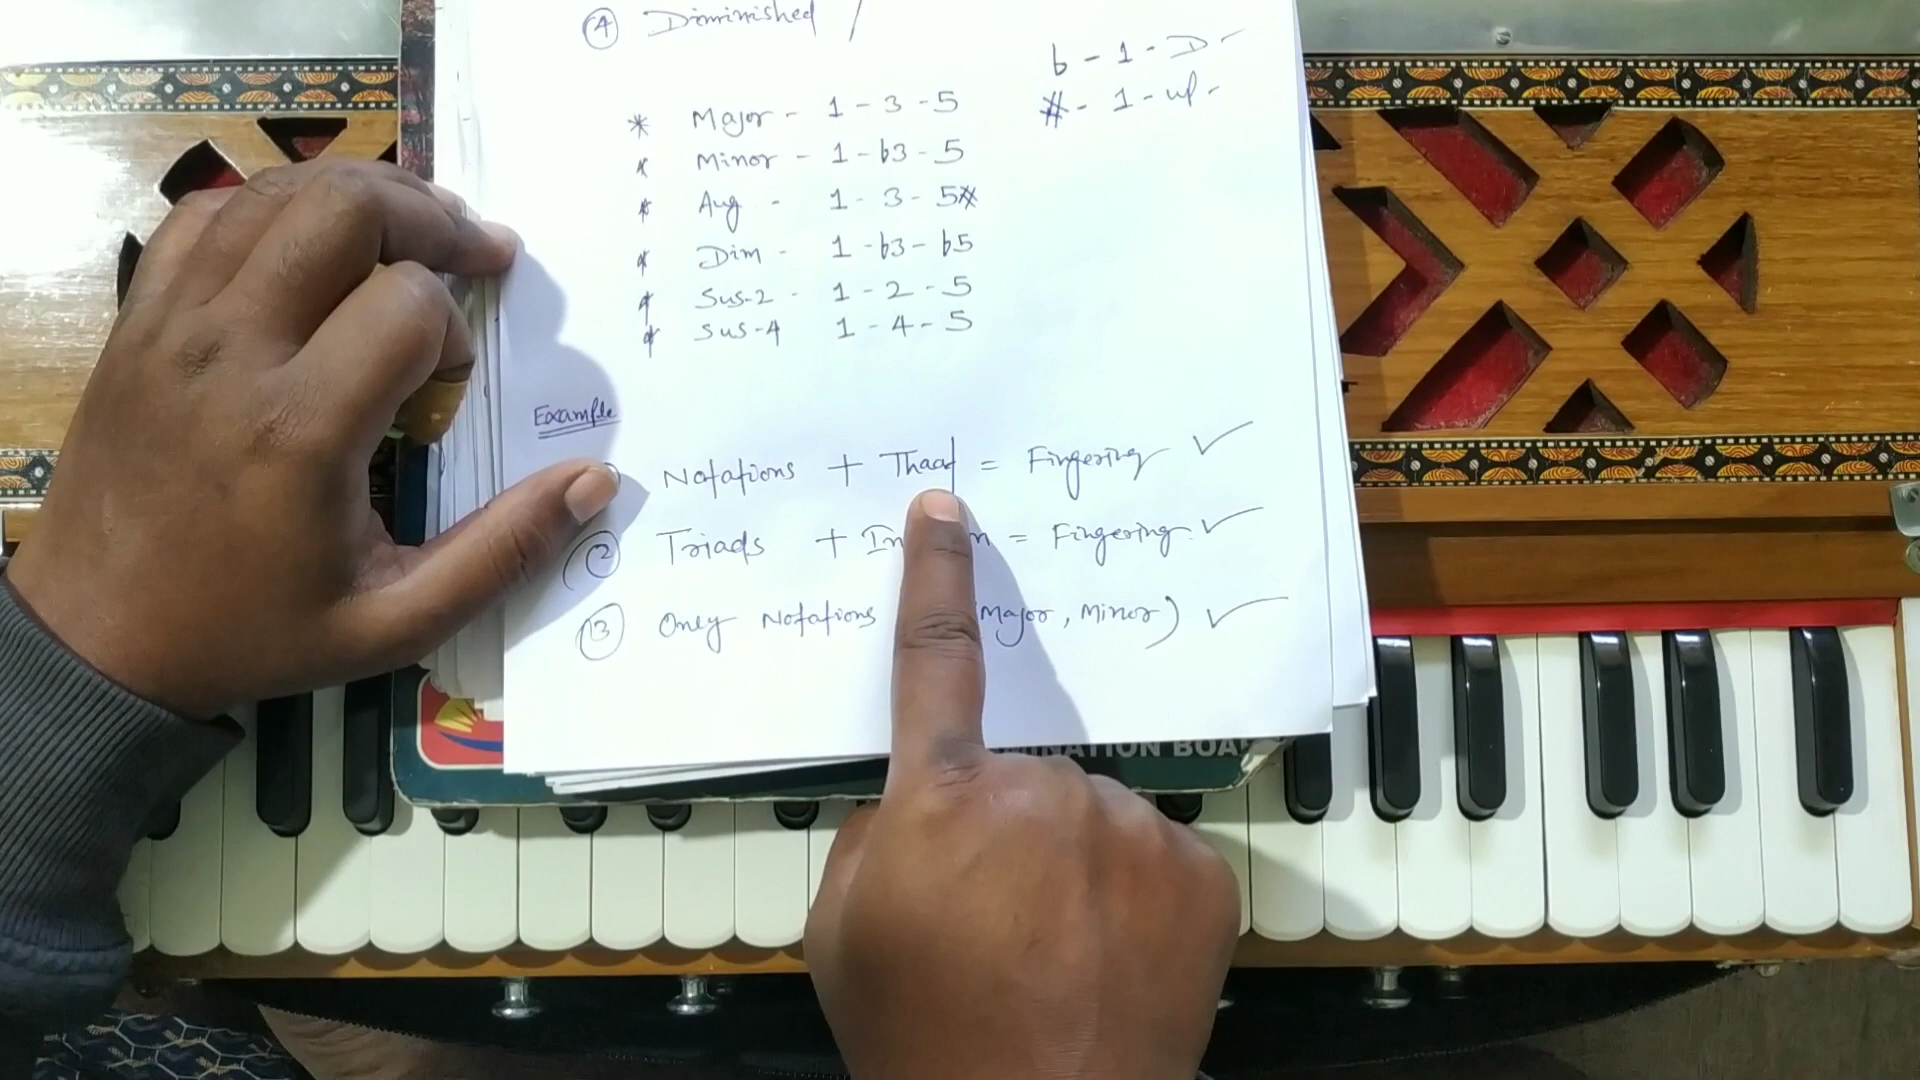 ④ Diminished /
b - 1 - D
# - 1 - up -
* Major - 1 - 3 - 5
* Minor - 1 - b3 - 5
* Aug - 1 - 3 - 5#
* Dim - 1 - b3 - b5
* Sus-2 - 1 - 2 - 5
* Sus-4 1 - 4 - 5
Example
Notations + Thaat = Fingering ✓
② Triads + = Fingering ✓
③ Only Notations Major, Minor) ✓
MINATION BOA